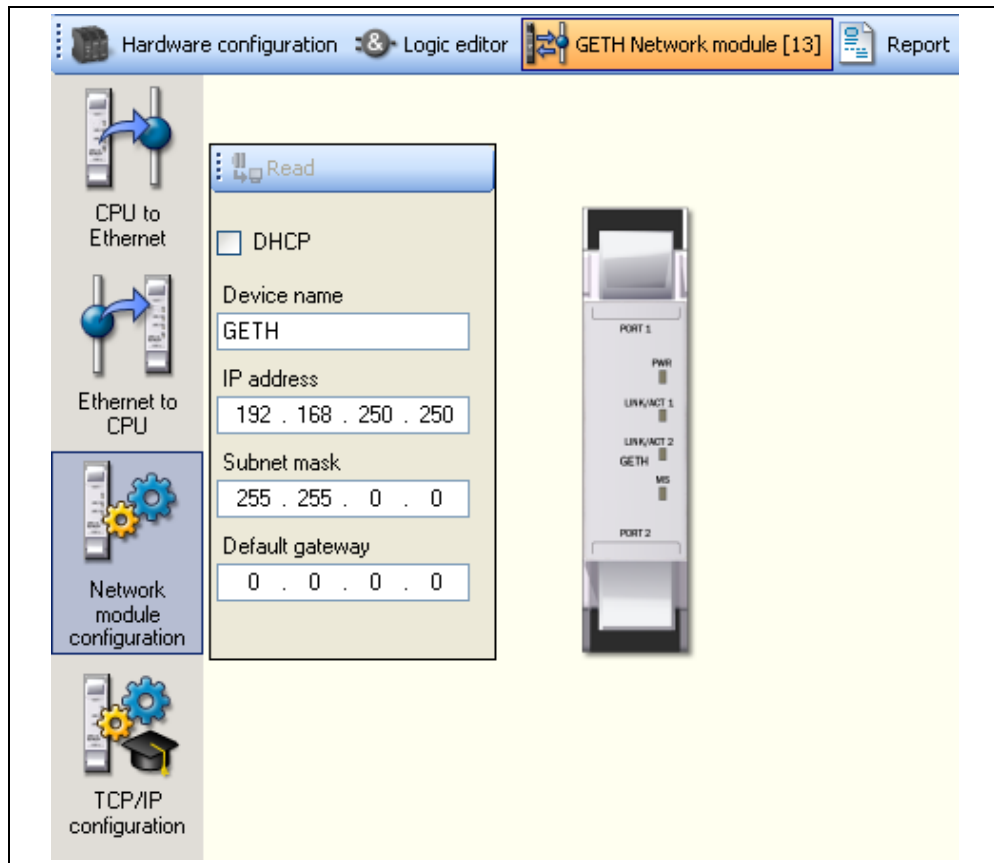 Hardware configuration Logic editor GETH Network module [13] Report
CPU to
Ethernet
Ethernet to
CPU
Network
module
configuration
TCP/IP
configuration
Read
DHCP
Device name
GETH
IP address
192 . 168 . 250 . 250
Subnet mask
255 . 255 . 0 . 0
Default gateway
0 . 0 . 0 . 0
PORT 1
PWR
LINK/ACT 1
LINK/ACT 2
GETH
MS
PORT 2